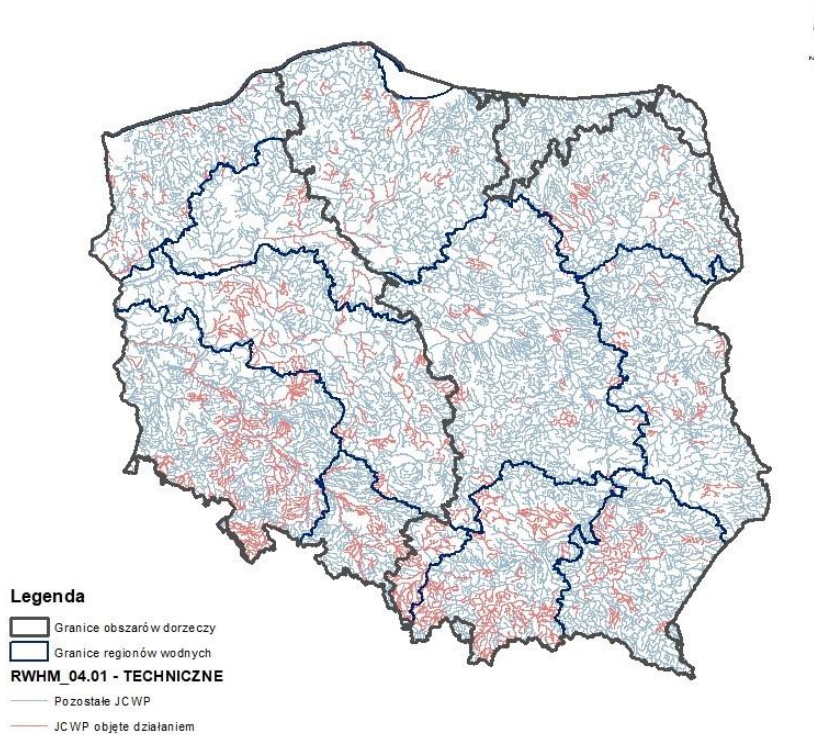 Legenda
Granice obszarów dorzeczy
Granice regionów wodnych
RWHM_04.01 - TECHNICZNE
Pozostałe JCWP
JCWP objęte działaniem